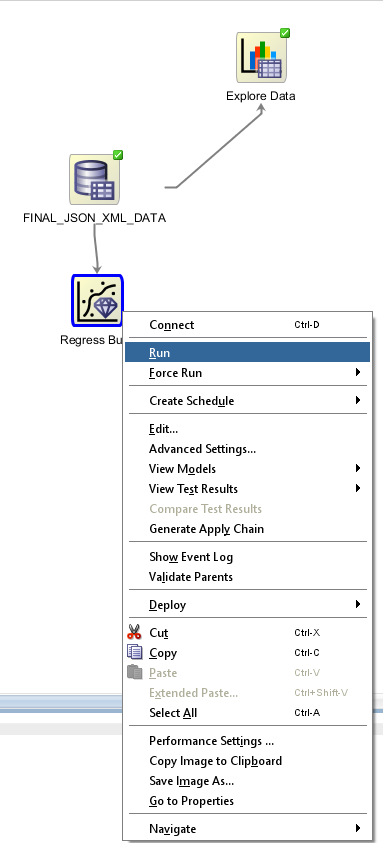 Explore Data
FINAL_JSON_XML_DATA
Regress Bu
Connect Ctrl-D
Run
Force Run
Create Schedule
Edit...
Advanced Settings...
View Models
View Test Results
Compare Test Results
Generate Apply Chain
Show Event Log
Validate Parents
Deploy
Cut Ctrl-X
Copy Ctrl-C
Paste Ctrl-V
Extended Paste... Ctrl+Shift-V
Select All Ctrl-A
Performance Settings ...
Copy Image to Clipboard
Save Image As...
Go to Properties
Navigate